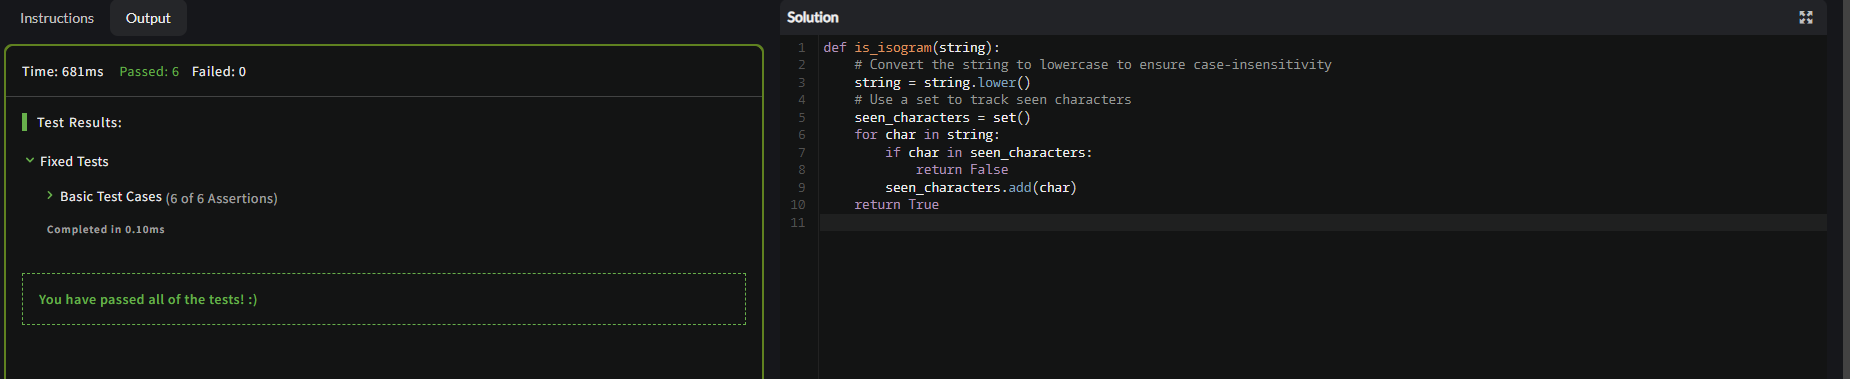 Instructions
Output
Time: 681ms Passed: 6 Failed: 0
Test Results:
Fixed Tests
Basic Test Cases (6 of 6 Assertions)
Completed in 0.10ms
You have passed all of the tests! :)
Solution
1 def is_isogram(string):
2     # Convert the string to lowercase to ensure case-insensitivity
3     string = string.lower()
4     # Use a set to track seen characters
5     seen_characters = set()
6     for char in string:
7         if char in seen_characters:
8             return False
9         seen_characters.add(char)
10     return True
11